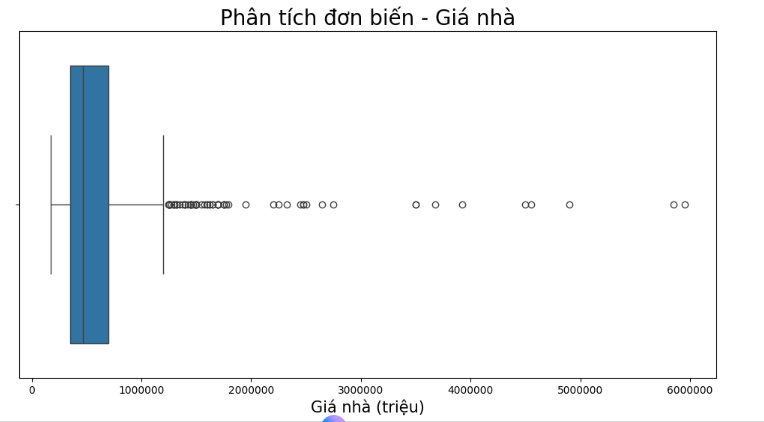 Phân tích đơn biến - Giá nhà
0 1000000 2000000 3000000 4000000 5000000 6000000
Giá nhà (triệu)